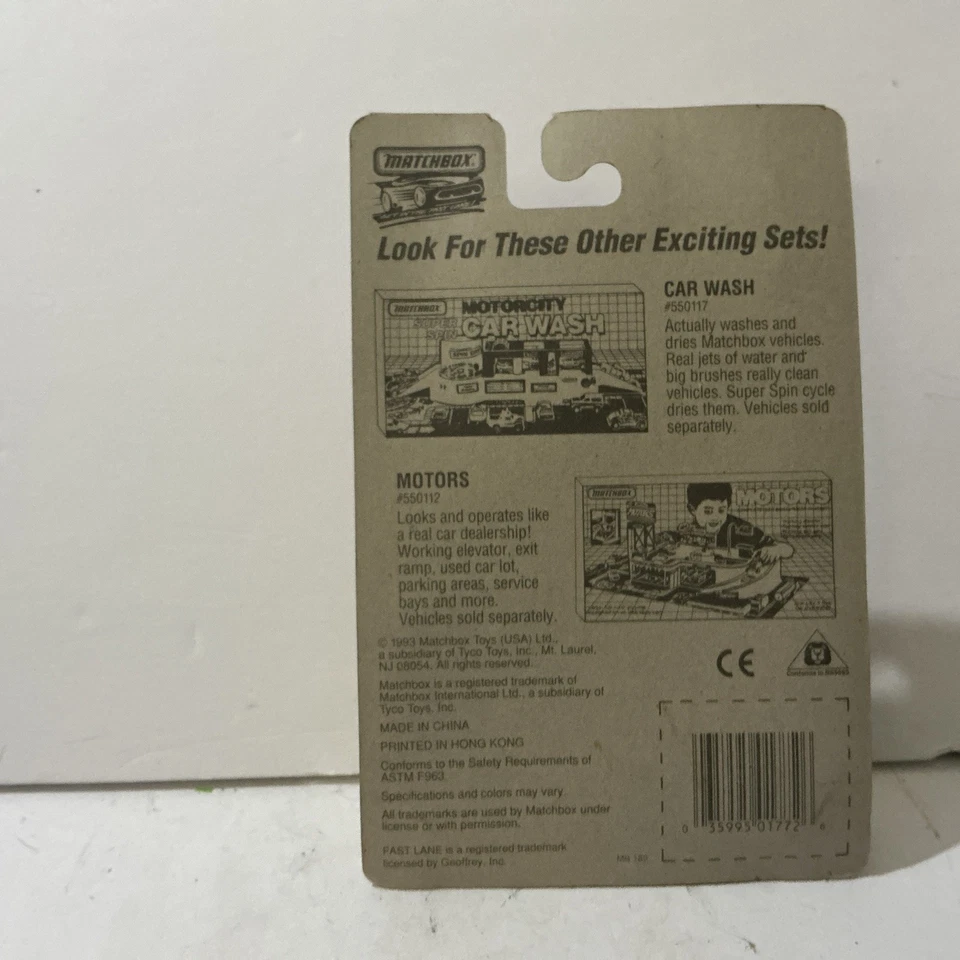 MATCHBOX
Look For These Other Exciting Sets!
MATCHBOX
MOTORCITY
SUPER SPIN CAR WASH
CAR WASH
#550117
Actually washes and
dries Matchbox vehicles.
Real jets of water and
big brushes really clean
vehicles. Super Spin cycle
dries them. Vehicles sold
separately.
MOTORS
#550112
Looks and operates like
a real car dealership!
Working elevator, exit
ramp, used car lot,
parking areas, service
bays and more.
Vehicles sold separately.
MATCHBOX
MOTORS
© 1993 Matchbox Toys (USA) Ltd.,
a subsidiary of Tyco Toys, Inc., Mt. Laurel,
NJ 08054. All rights reserved.
Matchbox is a registered trademark of
Matchbox International Ltd., a subsidiary of
Tyco Toys, Inc.
MADE IN CHINA
PRINTED IN HONG KONG
Conforms to the Safety Requirements of
ASTM F963.
Specifications and colors may vary.
All trademarks are used by Matchbox under
license or with permission.
FAST LANE is a registered trademark
licensed by Geoffrey, Inc.
CE
0 35995 01772 6